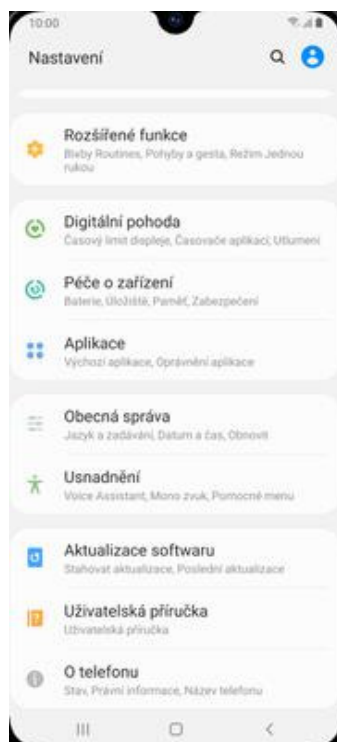 10:00
Nastavení
Rozšířené funkce
Bixby Routines, Pohyby a gesta, Režim Jednou
rukou
Digitální pohoda
Časový limit displeje, Časovače aplikací, Utlumení
Péče o zařízení
Baterie, Úložiště, Paměť, Zabezpečení
Aplikace
Výchozí aplikace, Oprávnění aplikace
Obecná správa
Jazyk a zadávání, Datum a čas, Obnovit
Usnadnění
Voice Assistant, Mono zvuk, Pomocné menu
Aktualizace softwaru
Stahovat aktualizace, Poslední aktualizace
Uživatelská příručka
Uživatelská příručka
O telefonu
Stav, Právní informace, Název telefonu